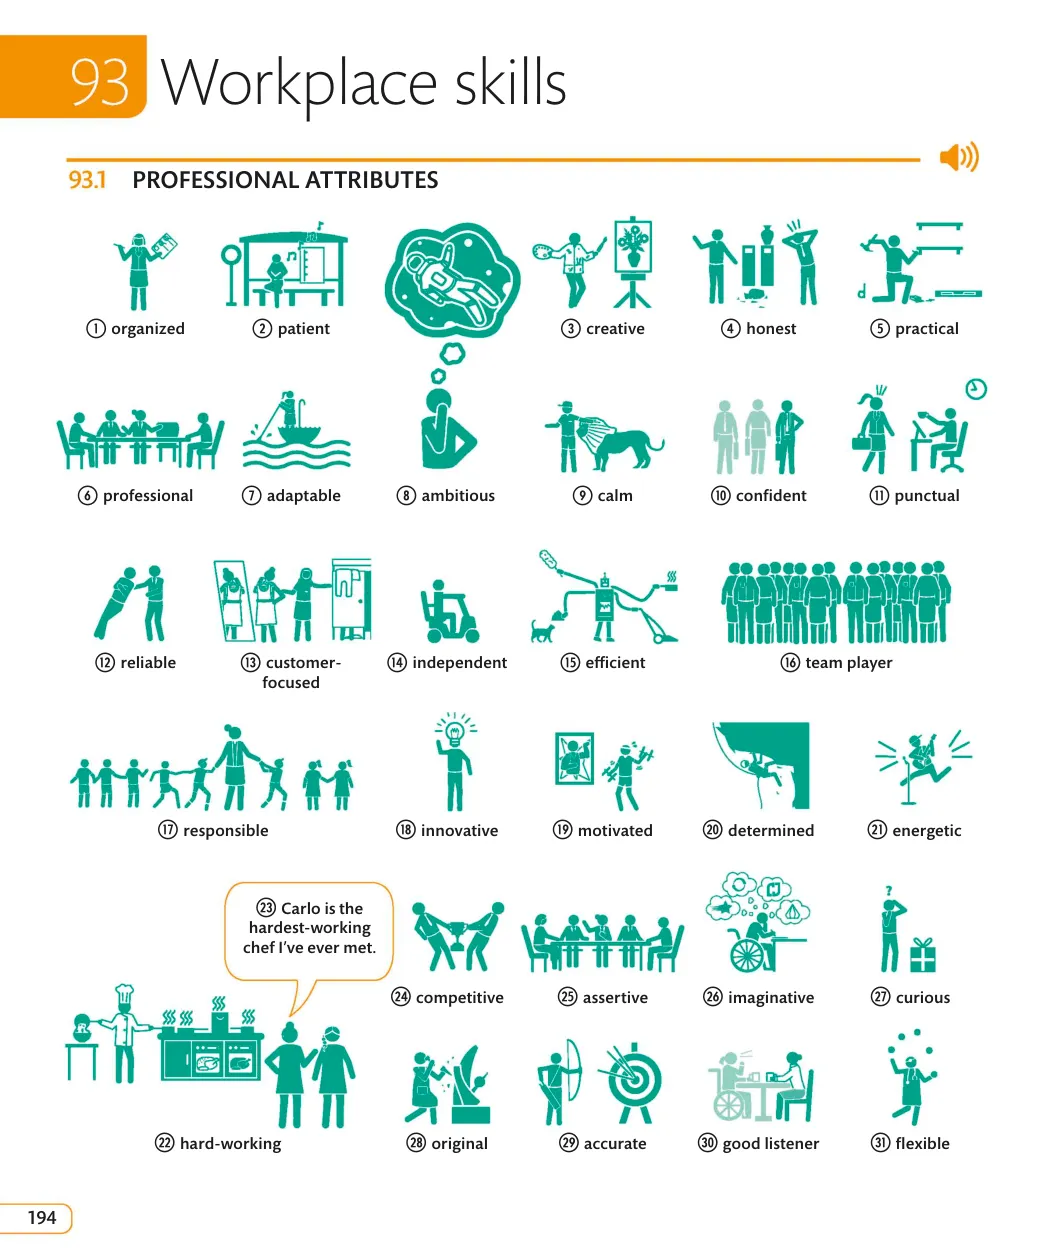 93 Workplace skills
93.1 PROFESSIONAL ATTRIBUTES
1 organized
2 patient
3 creative
4 honest
5 practical
6 professional
7 adaptable
8 ambitious
9 calm
10 confident
11 punctual
12 reliable
13 customer-
focused
14 independent
15 efficient
16 team player
17 responsible
18 innovative
19 motivated
20 determined
21 energetic
23 Carlo is the
hardest-working
chef I've ever met.
22 hard-working
24 competitive
25 assertive
26 imaginative
?
27 curious
28 original
29 accurate
30 good listener
31 flexible
194